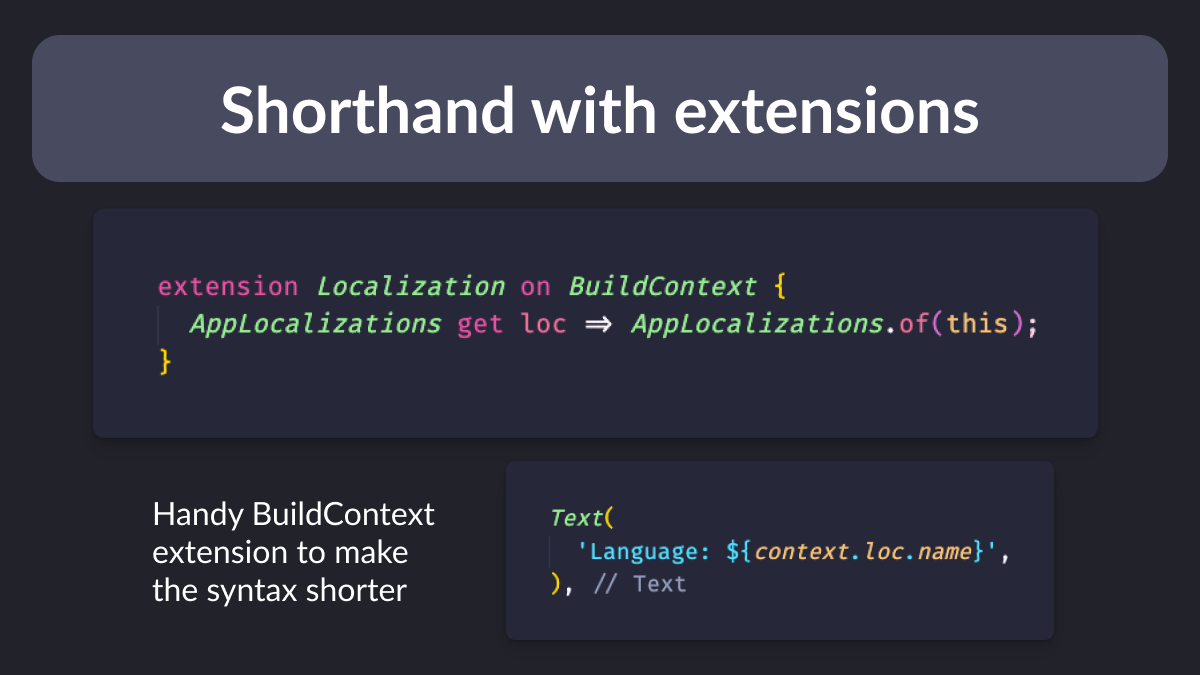 Shorthand with extensions
extension Localization on BuildContext {
  AppLocalizations get loc => AppLocalizations.of(this);
}
Handy BuildContext
extension to make
the syntax shorter
Text(
  'Language: ${context.loc.name}',
), // Text